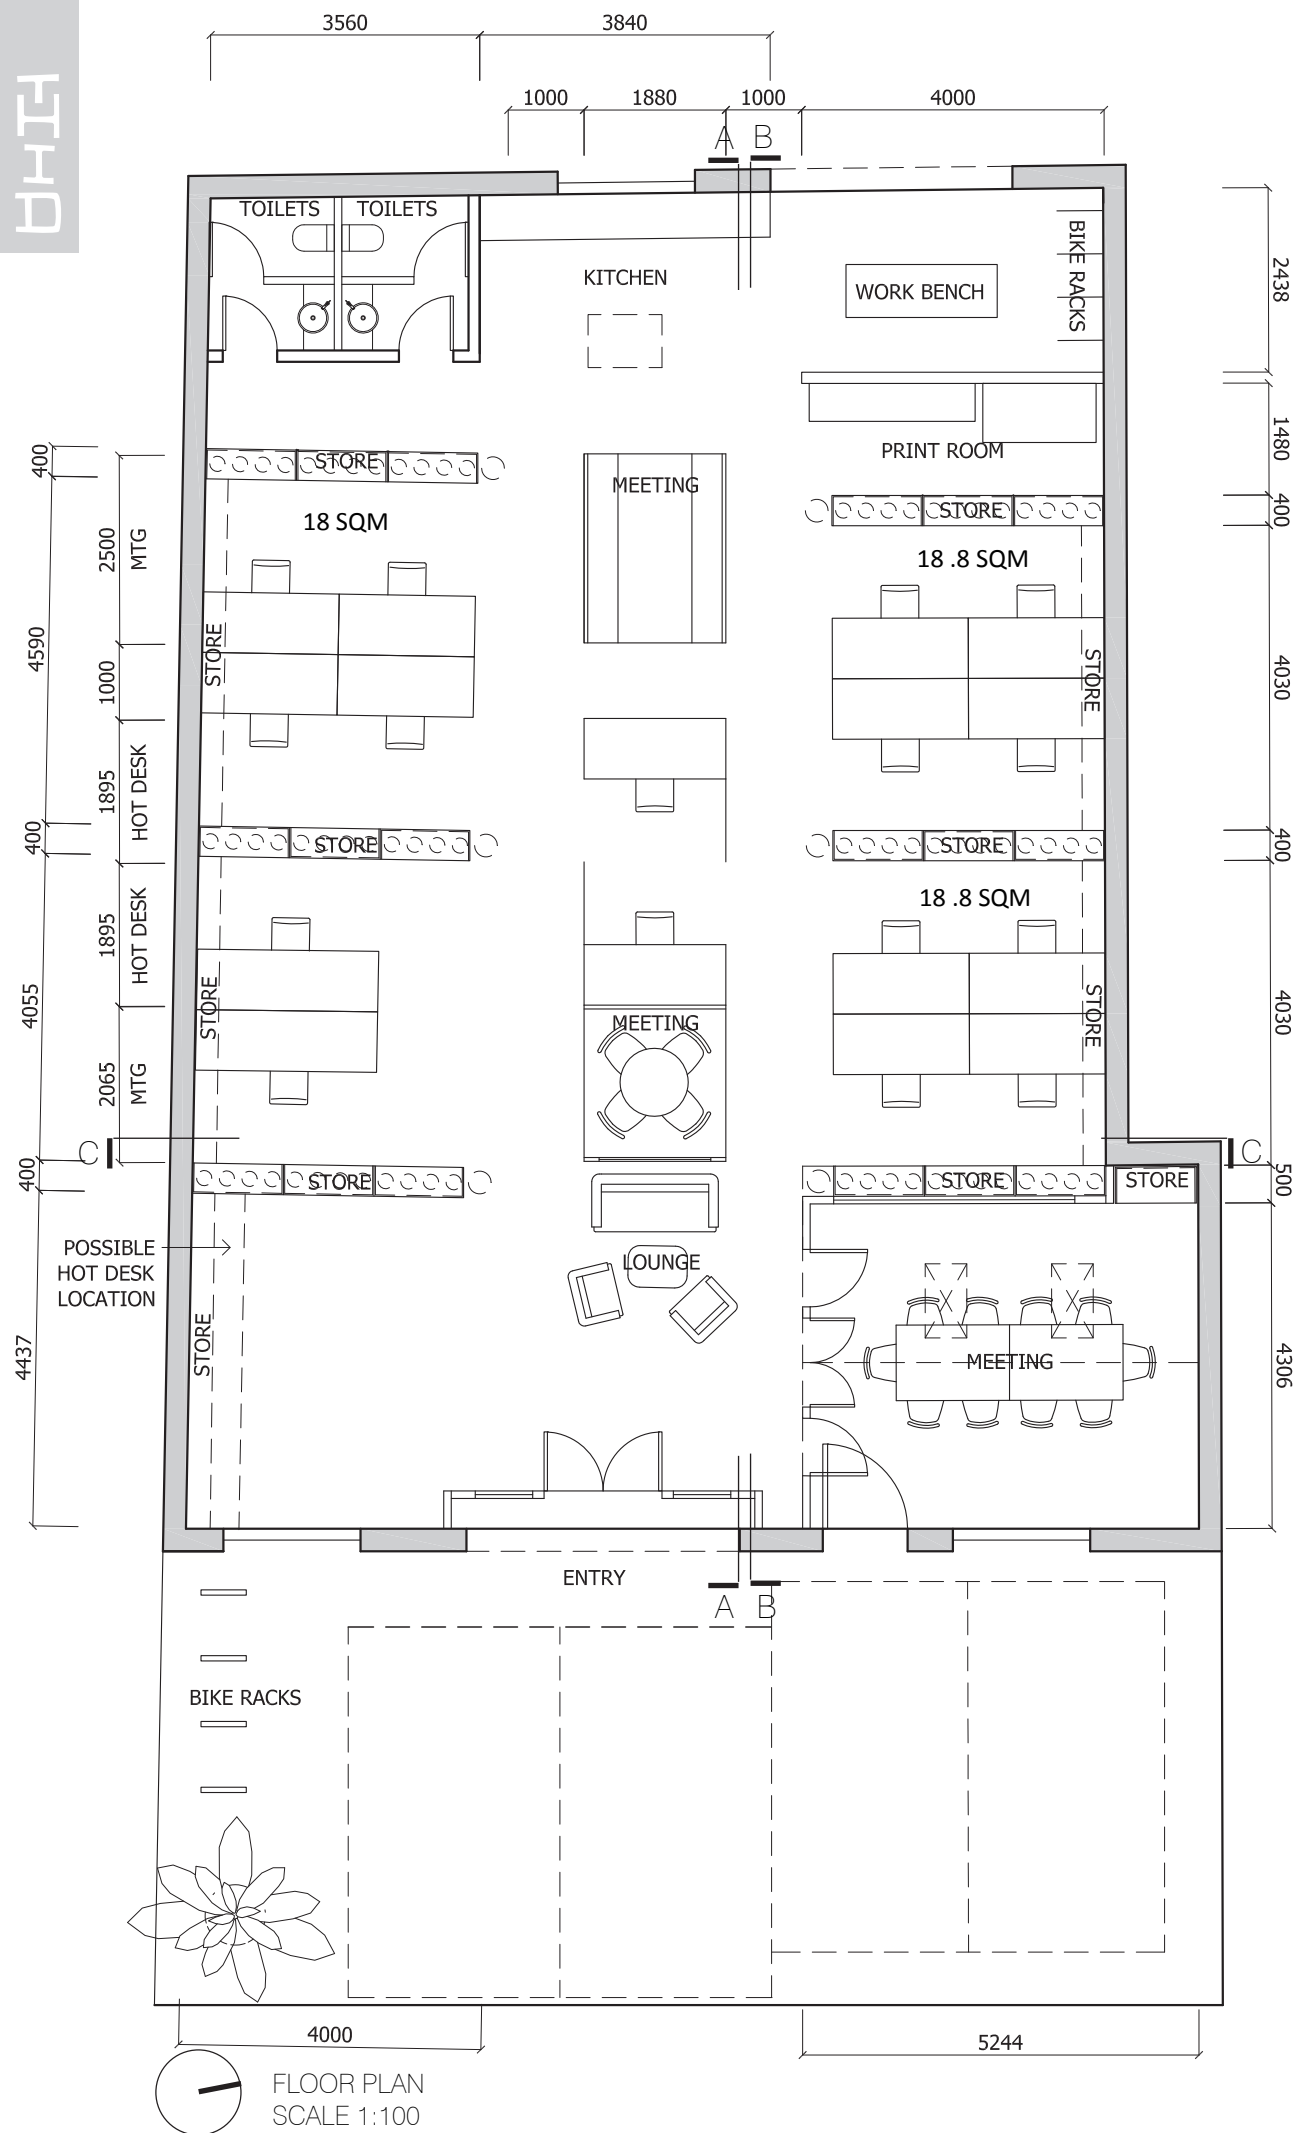 3560
3840
1000
1880
1000
4000
A
B
TOILETS
TOILETS
KITCHEN
WORK BENCH
BIKE RACKS
2438
400
STORE
MEETING
PRINT ROOM
1480
2500
MTG
18 SQM
STORE
400
18 .8 SQM
4590
STORE
STORE
4030
1000
1895
HOT DESK
400
STORE
STORE
400
18 .8 SQM
1895
HOT DESK
4055
STORE
MEETING
STORE
4030
2065
MTG
C
C
400
STORE
STORE
STORE
500
POSSIBLE
HOT DESK
LOCATION
LOUNGE
4437
STORE
MEETING
4306
ENTRY
A
B
BIKE RACKS
4000
5244
FLOOR PLAN
SCALE 1:100